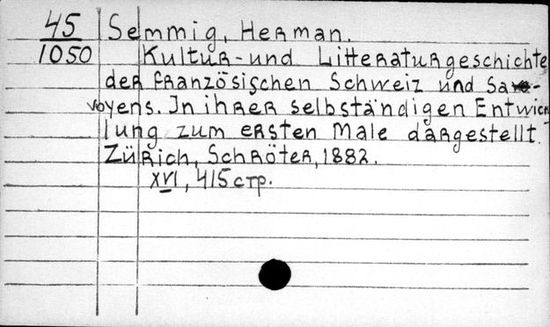 45 Semmig, Herman.
1050 Kultur- und Litteraturgeschichte
der französischen Schweiz und Sa-
voyens. In ihrer selbständigen Entwick
lung zum ersten Male dargestellt.
Zürich, Schröter, 1882.
XVI, 415 стр.